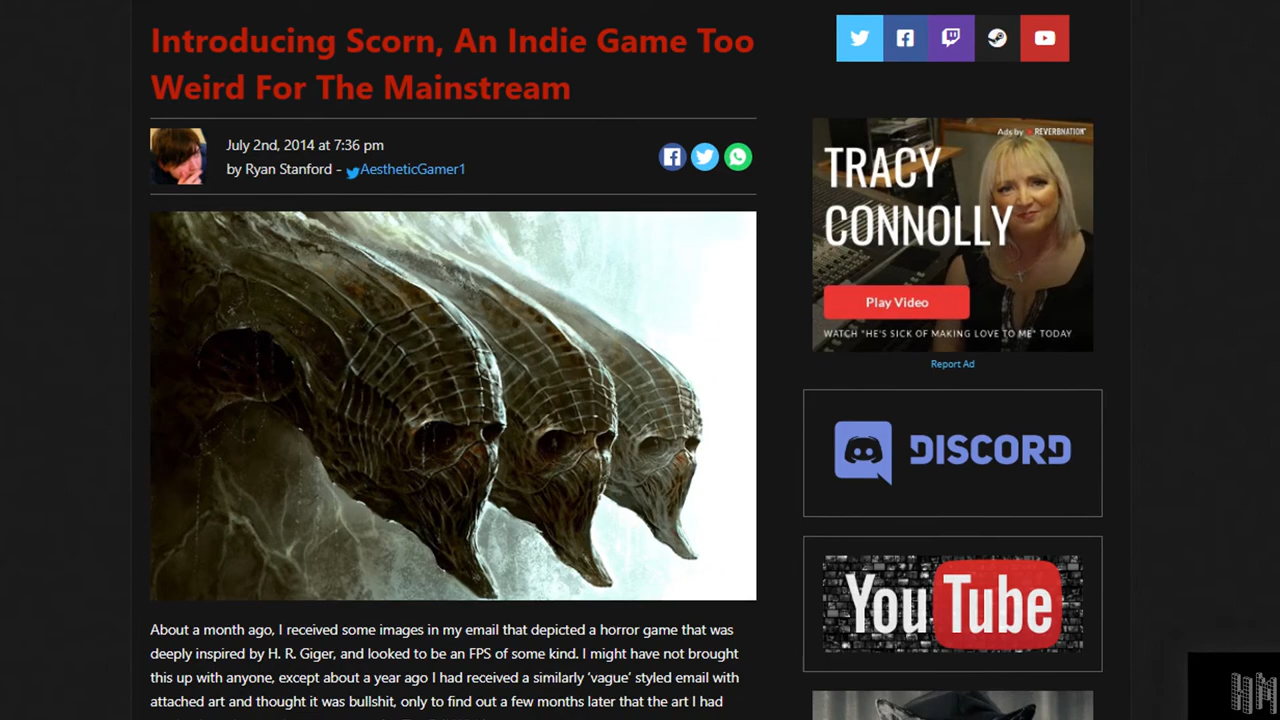 Introducing Scorn, An Indie Game Too
Weird For The Mainstream
July 2nd, 2014 at 7:36 pm
by Ryan Stanford - AestheticGamer1
About a month ago, I received some images in my email that depicted a horror game that was
deeply inspired by H. R. Giger, and looked to be an FPS of some kind. I might have not brought
this up with anyone, except about a year ago I had received a similarly ‘vague’ styled email with
attached art and thought it was bullshit, only to find out a few months later that the art I had
Ads by REVERBNATION
TRACY
CONNOLLY
Play Video
WATCH "HE'S SICK OF MAKING LOVE TO ME" TODAY
Report Ad
DISCORD
YouTube
HM